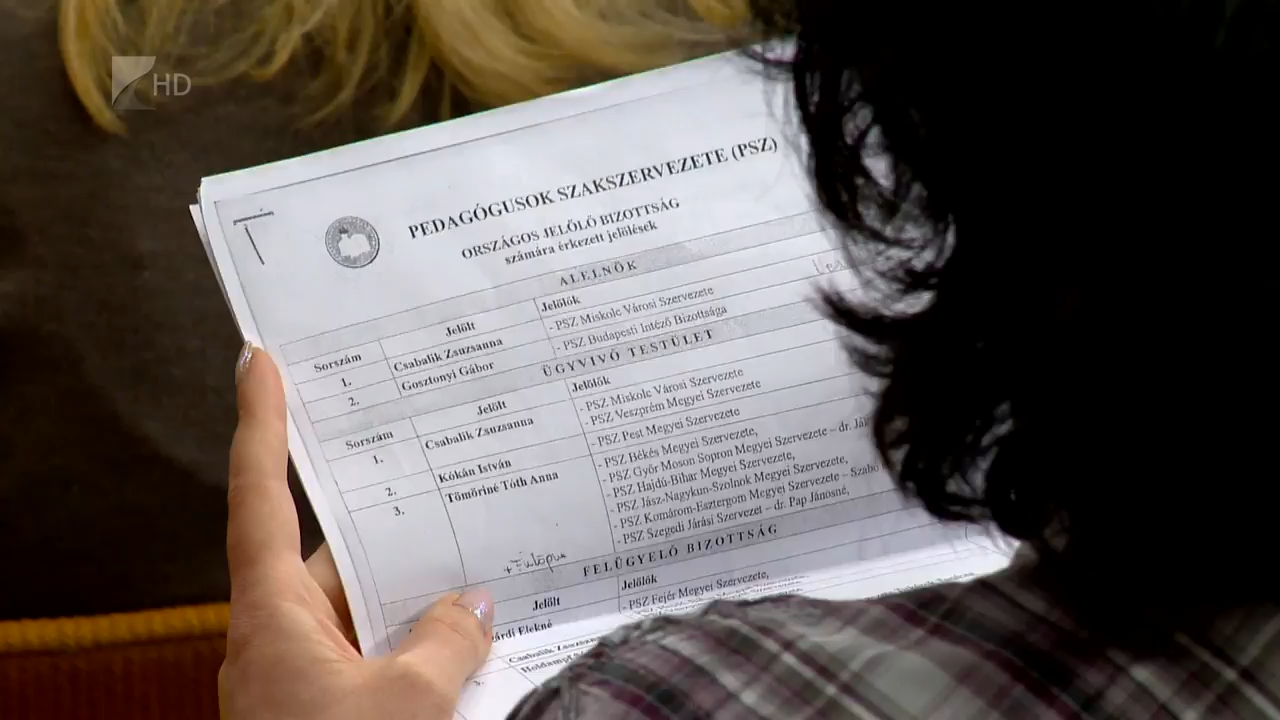 HD
PEDAGÓGUSOK SZAKSZERVEZETE (PSZ)
ORSZÁGOS JELÖLŐ BIZOTTSÁG
számára érkezett jelölések
ALELNÖK
Sorszám Jelölt Jelölők
1. Csabalik Zsuzsanna - PSZ Miskolc Városi Szervezete
2. Gosztonyi Gábor - PSZ Budapesti Intéző Bizottsága
ÜGYVIVŐ TESTÜLET
Sorszám Jelölt Jelölők
1. Csabalik Zsuzsanna - PSZ Miskolc Városi Szervezete
- PSZ Veszprém Megyei Szervezete
2. Kókán István - PSZ Pest Megyei Szervezete
3. Tömöriné Tóth Anna - PSZ Békés Megyei Szervezete,
- PSZ Győr Moson Sopron Megyei Szervezete – dr.
- PSZ Hajdú-Bihar Megyei Szervezete,
- PSZ Jász-Nagykun-Szolnok Megyei Szervezete,
- PSZ Komárom-Esztergom Megyei Szervezete – Szabó
- PSZ Szegedi Járási Szervezet – dr. Pap Jánosné,
FELÜGYELŐ BIZOTTSÁG
Jelölt Jelölők
Elekné - PSZ Fejér Megyei Szervezete,
Csabalik